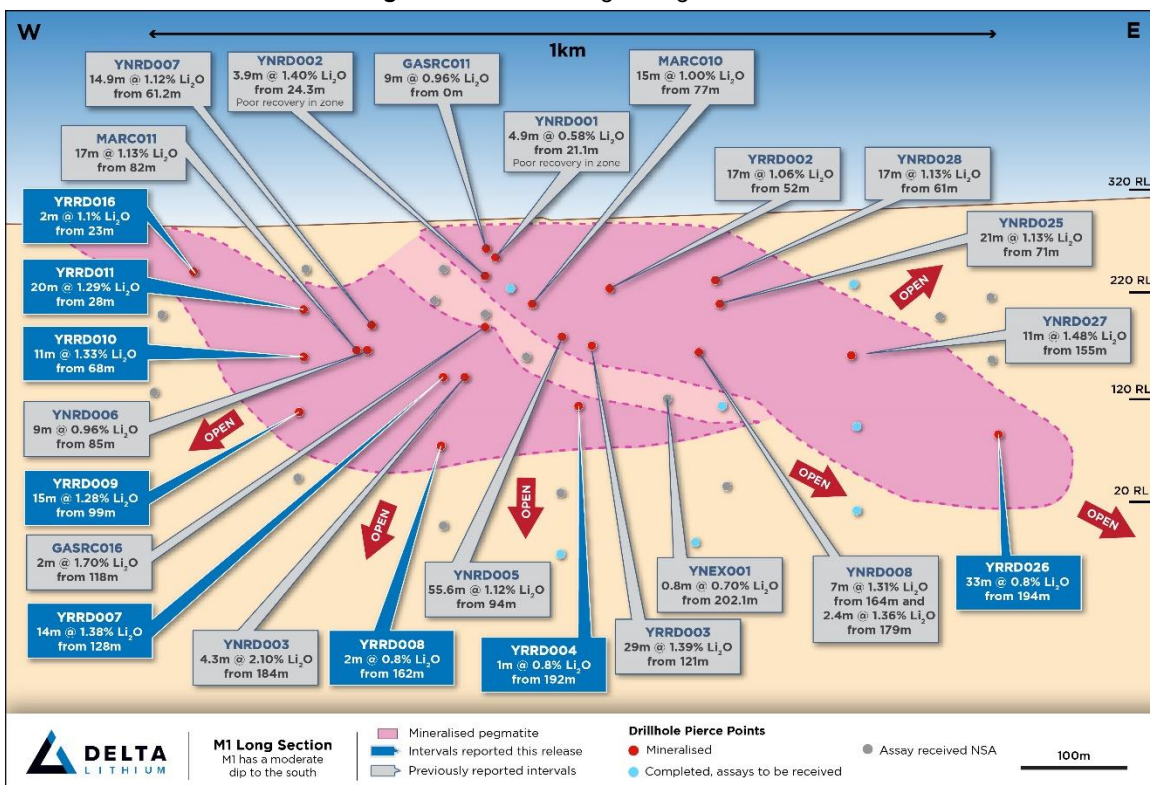 W
E
1km
YNRD007
14.9m @ 1.12% Li₂O
from 61.2m
YNRD002
3.9m @ 1.40% Li₂O
from 24.3m
Poor recovery in zone
GASRC011
9m @ 0.96% Li₂O
from 0m
MARC010
15m @ 1.00% Li₂O
from 77m
YNRD001
4.9m @ 0.58% Li₂O
from 21.1m
Poor recovery in zone
MARC011
17m @ 1.13% Li₂O
from 82m
YRRD002
17m @ 1.06% Li₂O
from 52m
YNRD028
17m @ 1.13% Li₂O
from 61m
320 RL
YRRD016
2m @ 1.1% Li₂O
from 23m
YNRD025
21m @ 1.13% Li₂O
from 71m
YRRD011
20m @ 1.29% Li₂O
from 28m
OPEN
220 RL
YRRD010
11m @ 1.33% Li₂O
from 68m
YNRD027
11m @ 1.48% Li₂O
from 155m
120 RL
YNRD006
9m @ 0.96% Li₂O
from 85m
OPEN
YRRD009
15m @ 1.28% Li₂O
from 99m
OPEN
OPEN
OPEN
20 RL
OPEN
GASRC016
2m @ 1.70% Li₂O
from 118m
YRRD007
14m @ 1.38% Li₂O
from 128m
YNRD003
4.3m @ 2.10% Li₂O
from 184m
YRRD008
2m @ 0.8% Li₂O
from 162m
YNRD005
55.6m @ 1.12% Li₂O
from 94m
YRRD004
1m @ 0.8% Li₂O
from 192m
YNEX001
0.8m @ 0.70% Li₂O
from 202.1m
YRRD003
29m @ 1.39% Li₂O
from 121m
YNRD008
7m @ 1.31% Li₂O
from 164m and
2.4m @ 1.36% Li₂O
from 179m
YRRD026
33m @ 0.8% Li₂O
from 194m
DELTA
LITHIUM
M1 Long Section
M1 has a moderate
dip to the south
Mineralised pegmatite
Intervals reported this release
Previously reported intervals
Drillhole Pierce Points
Mineralised
Completed, assays to be received
Assay received NSA
100m